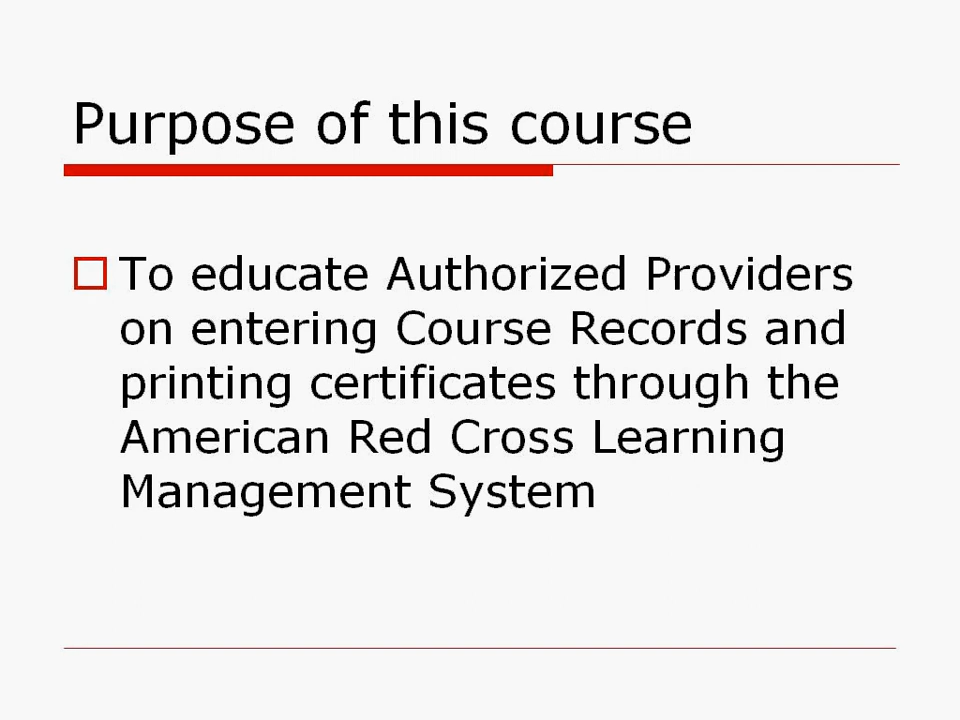 Purpose of this course
To educate Authorized Providers
on entering Course Records and
printing certificates through the
American Red Cross Learning
Management System